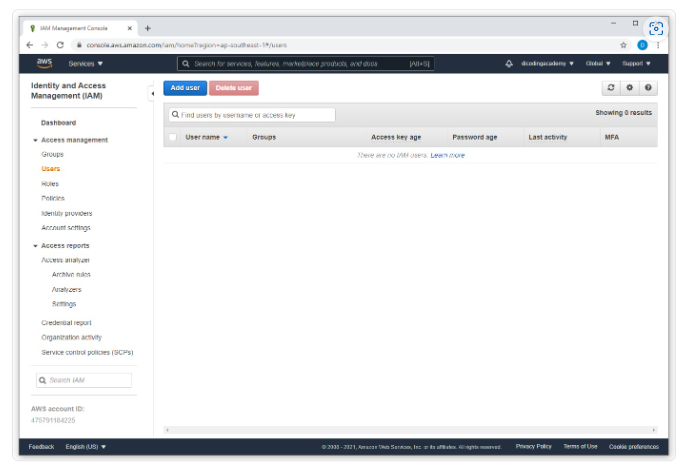 IAM Management Console
console.aws.amazon.com/iam/home?region=ap-southeast-1#/users
D
aws Services
Search for services, features, marketplace products, and docs [Alt+S]
dicodingacademy Global Support
Identity and Access Management (IAM)
Dashboard
Access management
Groups
Users
Roles
Policies
Identity providers
Account settings
Access reports
Access analyzer
Archive rules
Analyzers
Settings
Credential report
Organization activity
Service control policies (SCPs)
Search IAM
AWS account ID:
475791184225
Add user Delete user
Find users by username or access key
Showing 0 results
User name Groups Access key age Password age Last activity MFA
There are no IAM users. Learn more
Feedback English (US)
© 2008 - 2021, Amazon Web Services, Inc. or its affiliates. All rights reserved. Privacy Policy Terms of Use Cookie preferences